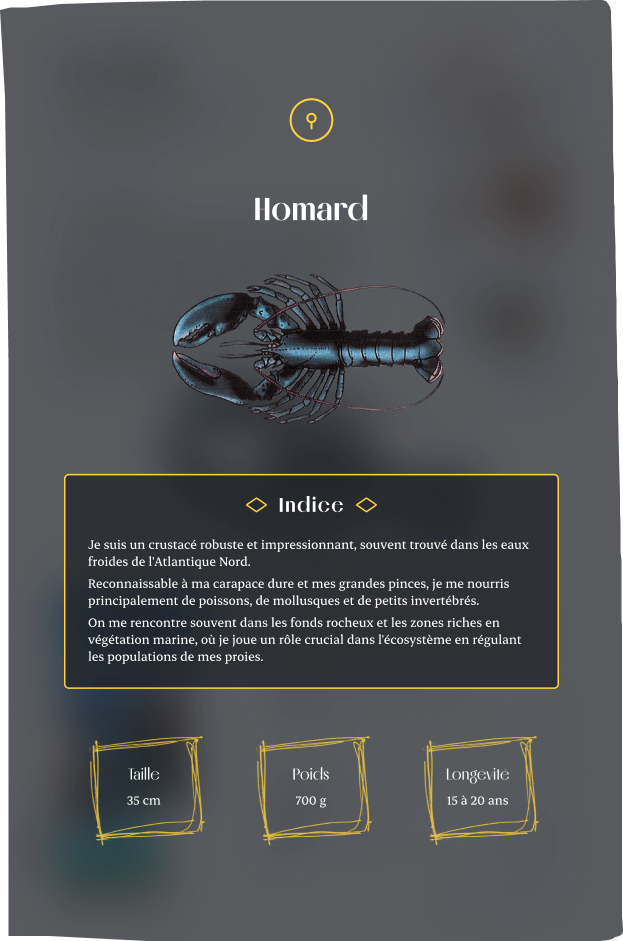 Homard
Indice
Je suis un crustacé robuste et impressionnant, souvent trouvé dans les eaux
froides de l'Atlantique Nord.
Reconnaissable à ma carapace dure et mes grandes pinces, je me nourris
principalement de poissons, de mollusques et de petits invertébrés.
On me rencontre souvent dans les fonds rocheux et les zones riches en
végétation marine, où je joue un rôle crucial dans l'écosystème en régulant
les populations de mes proies.
Taille
35 cm
Poids
700 g
Longevite
15 à 20 ans